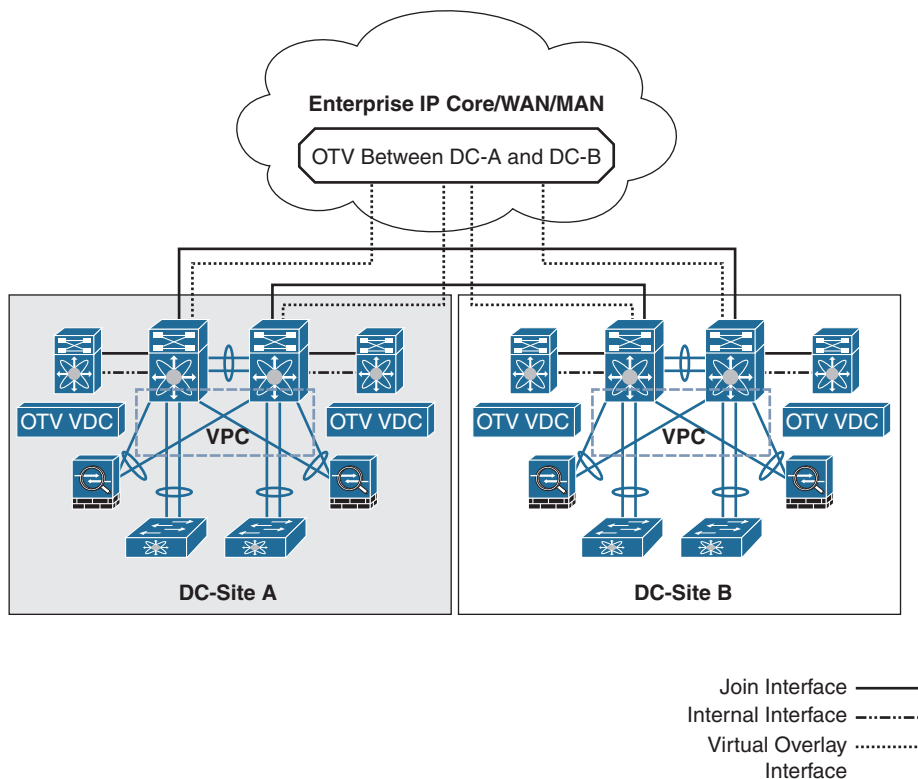 Enterprise IP Core/WAN/MAN
OTV Between DC-A and DC-B
OTV VDC
OTV VDC
VPC
OTV VDC
OTV VDC
VPC
DC-Site A
DC-Site B
Join Interface
Internal Interface
Virtual Overlay
Interface